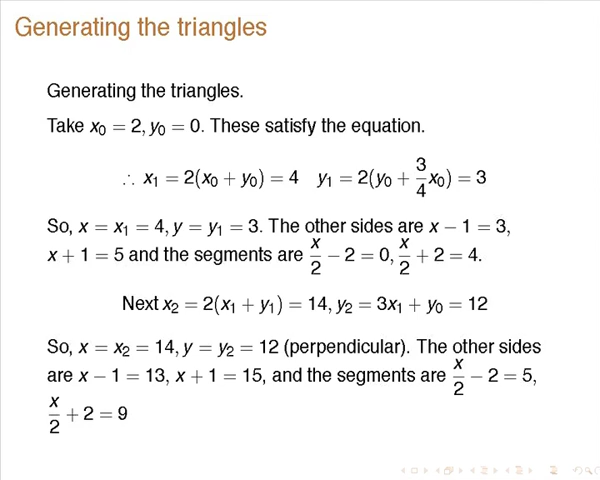 Generating the triangles
Generating the triangles.
Take x₀ = 2, y₀ = 0. These satisfy the equation.
∴ x₁ = 2(x₀ + y₀) = 4 y₁ = 2(y₀ + 3/4 x₀) = 3
So, x = x₁ = 4, y = y₁ = 3. The other sides are x − 1 = 3,
x + 1 = 5 and the segments are x/2 − 2 = 0, x/2 + 2 = 4.
Next x₂ = 2(x₁ + y₁) = 14, y₂ = 3x₁ + y₀ = 12
So, x = x₂ = 14, y = y₂ = 12 (perpendicular). The other sides
are x − 1 = 13, x + 1 = 15, and the segments are x/2 − 2 = 5,
x/2 + 2 = 9